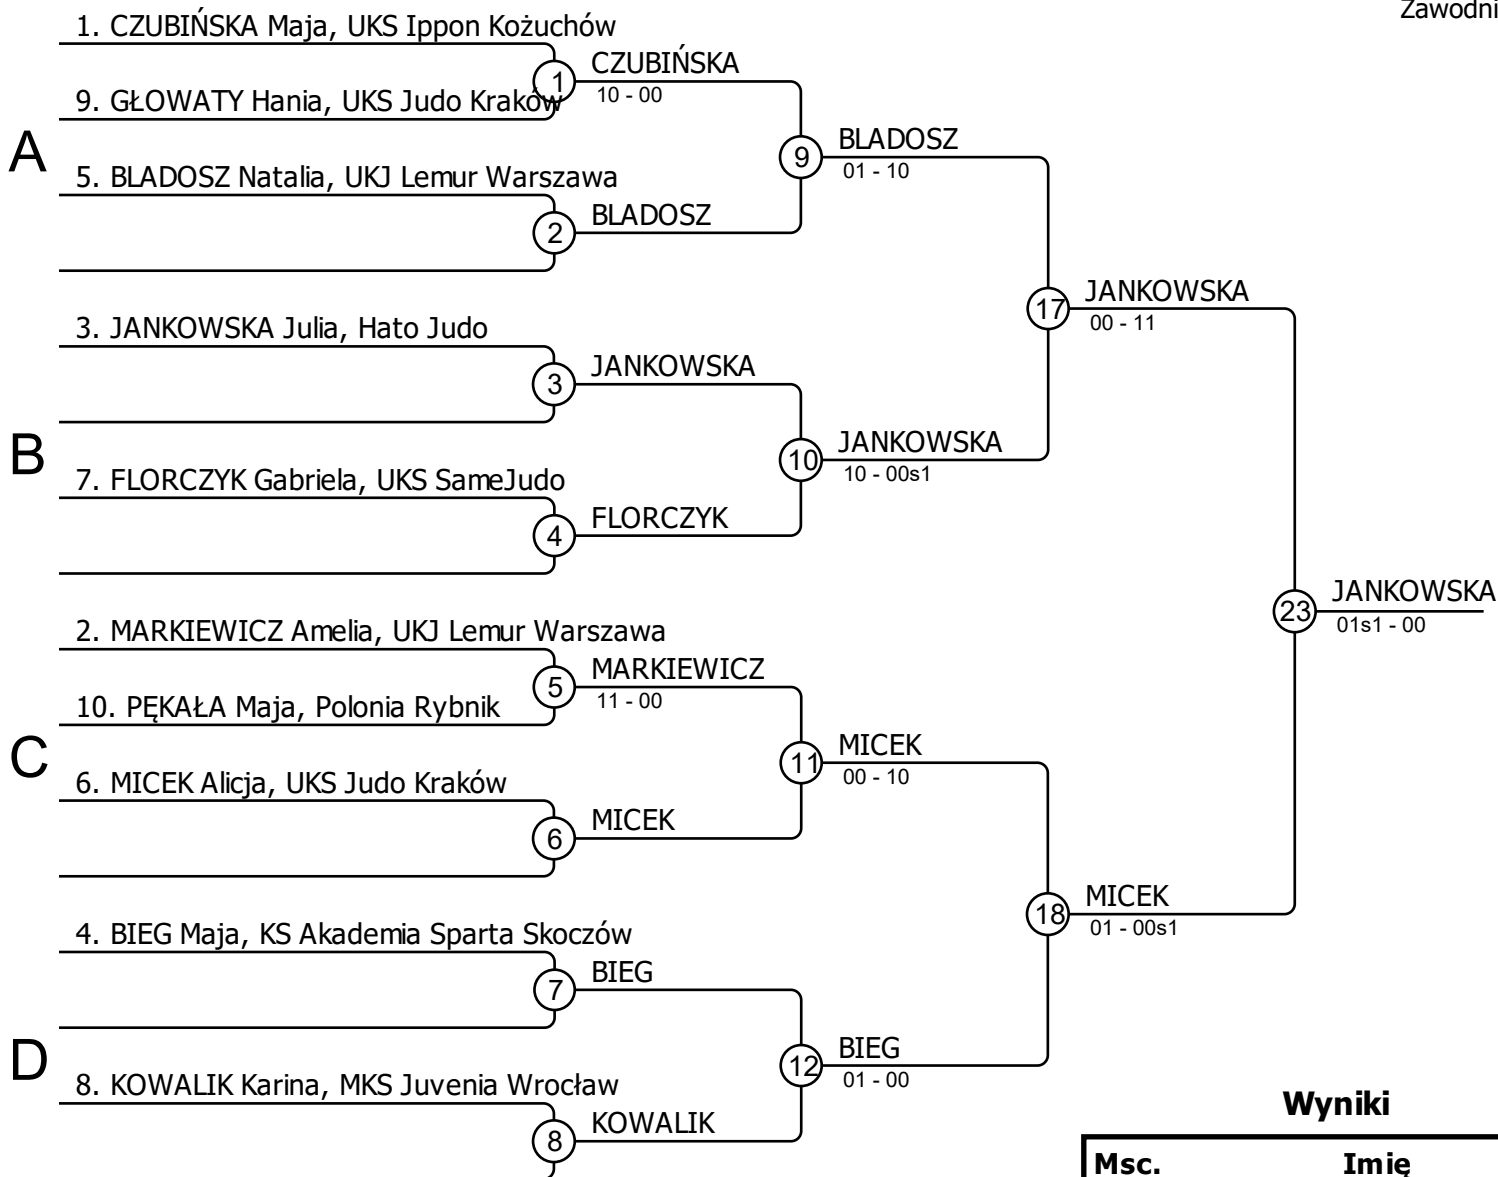 Zawodni
1. CZUBIŃSKA Maja, UKS Ippon Kożuchów
1
CZUBIŃSKA
10 - 00
9. GŁOWATY Hania, UKS Judo Kraków
A
9
BLADOSZ
01 - 10
5. BLADOSZ Natalia, UKJ Lemur Warszawa
2
BLADOSZ
17
JANKOWSKA
00 - 11
3. JANKOWSKA Julia, Hato Judo
3
JANKOWSKA
B
10
JANKOWSKA
10 - 00s1
7. FLORCZYK Gabriela, UKS SameJudo
4
FLORCZYK
23
JANKOWSKA
01s1 - 00
2. MARKIEWICZ Amelia, UKJ Lemur Warszawa
5
MARKIEWICZ
11 - 00
10. PĘKAŁA Maja, Polonia Rybnik
C
11
MICEK
00 - 10
6. MICEK Alicja, UKS Judo Kraków
6
MICEK
18
MICEK
01 - 00s1
4. BIEG Maja, KS Akademia Sparta Skoczów
7
BIEG
D
12
BIEG
01 - 00
8. KOWALIK Karina, MKS Juvenia Wrocław
8
KOWALIK
Wyniki
Msc. Imię